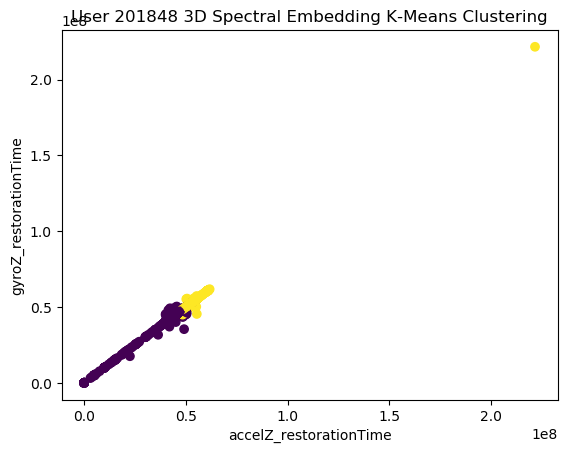 User 201848 3D Spectral Embedding K-Means Clustering
1e8
2.0
1.5
1.0
0.5
0.0
gyroZ_restorationTime
0.0 0.5 1.0 1.5 2.0
1e8
accelZ_restorationTime